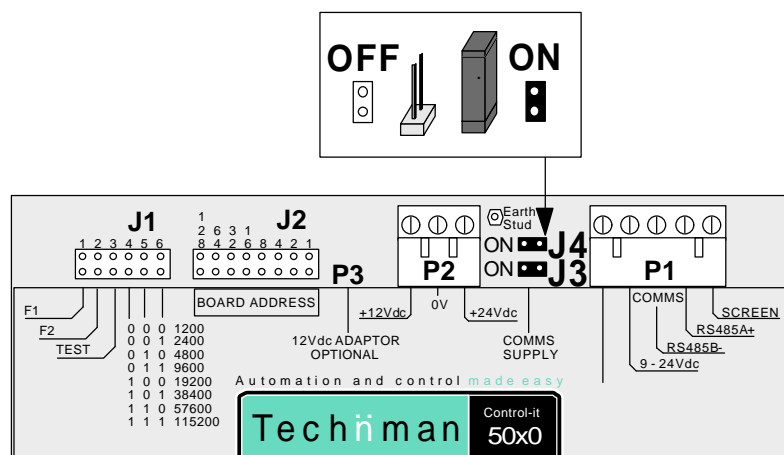 OFF ON
Earth
Stud
J1 J2
1
2 6 3 1
8 4 2 6 8 4 2 1
1 2 3 4 5 6
ON J4
ON J3
P3 P2 P1
F1
F2
TEST
BOARD ADDRESS
+12Vdc 0V +24Vdc
12Vdc ADAPTOR
OPTIONAL
COMMS
SUPPLY
COMMS
SCREEN
RS485A+
RS485B-
9 - 24Vdc
0 0 0 1200
0 0 1 2400
0 1 0 4800
0 1 1 9600
1 0 0 19200
1 0 1 38400
1 1 0 57600
1 1 1 115200
Automation and control made easy
Techn̈man
Control-it
50x0